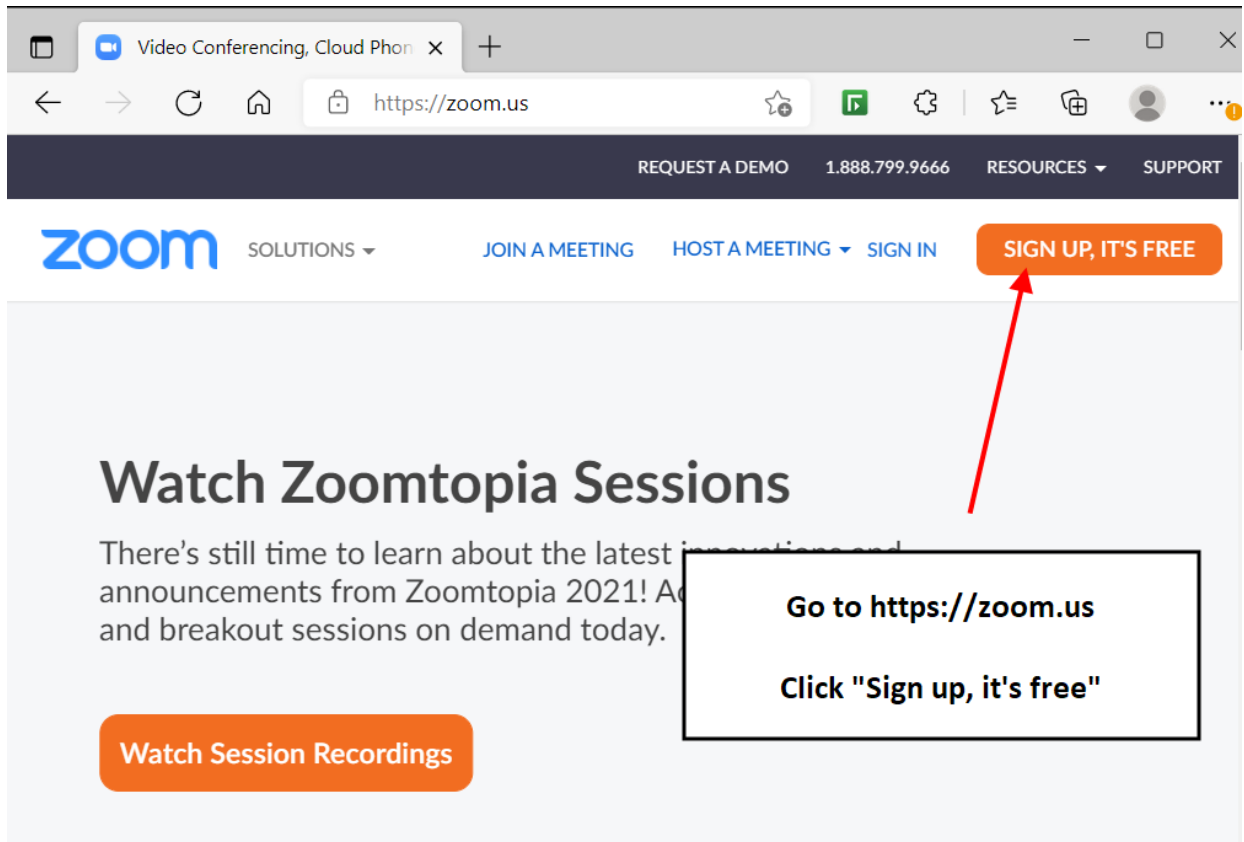 Video Conferencing, Cloud Phon
https://zoom.us
REQUEST A DEMO 1.888.799.9666 RESOURCES SUPPORT
zoom SOLUTIONS JOIN A MEETING HOST A MEETING SIGN IN SIGN UP, IT'S FREE
Watch Zoomtopia Sessions
There's still time to learn about the latest innovations and
announcements from Zoomtopia 2021!
and breakout sessions on demand today.
Go to https://zoom.us
Click "Sign up, it's free"
Watch Session Recordings